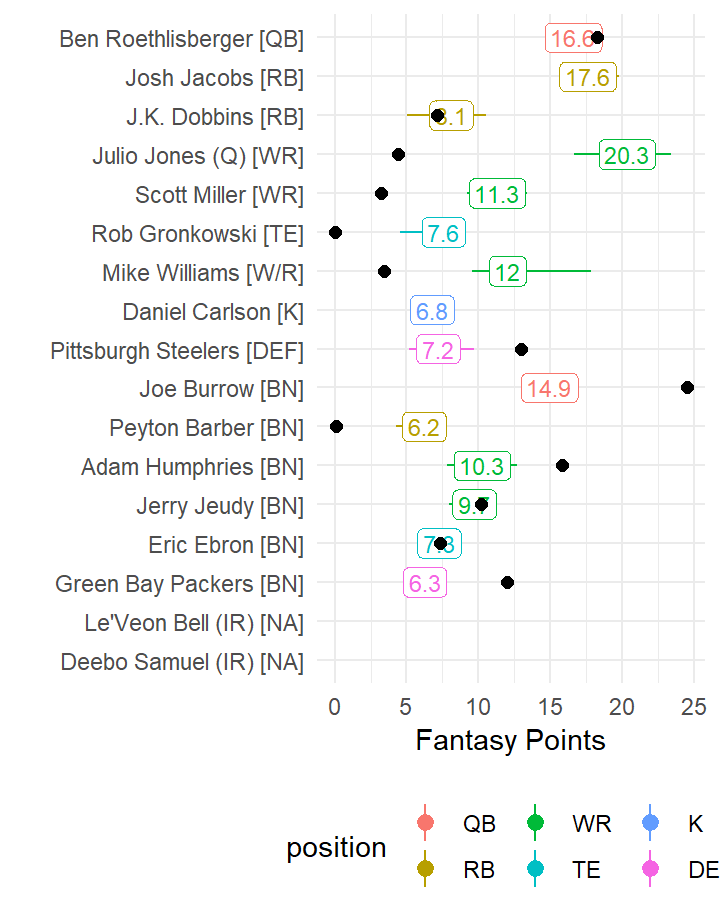 Ben Roethlisberger [QB] 16.6
Josh Jacobs [RB] 17.6
J.K. Dobbins [RB] .1
Julio Jones (Q) [WR] 20.3
Scott Miller [WR] 11.3
Rob Gronkowski [TE] 7.6
Mike Williams [W/R] 12
Daniel Carlson [K] 6.8
Pittsburgh Steelers [DEF] 7.2
Joe Burrow [BN] 14.9
Peyton Barber [BN] 6.2
Adam Humphries [BN] 10.3
Jerry Jeudy [BN] 9.
Eric Ebron [BN] 7.3
Green Bay Packers [BN] 6.3
Le'Veon Bell (IR) [NA]
Deebo Samuel (IR) [NA]
0 5 10 15 20 25
Fantasy Points
position QB WR K
RB TE DE